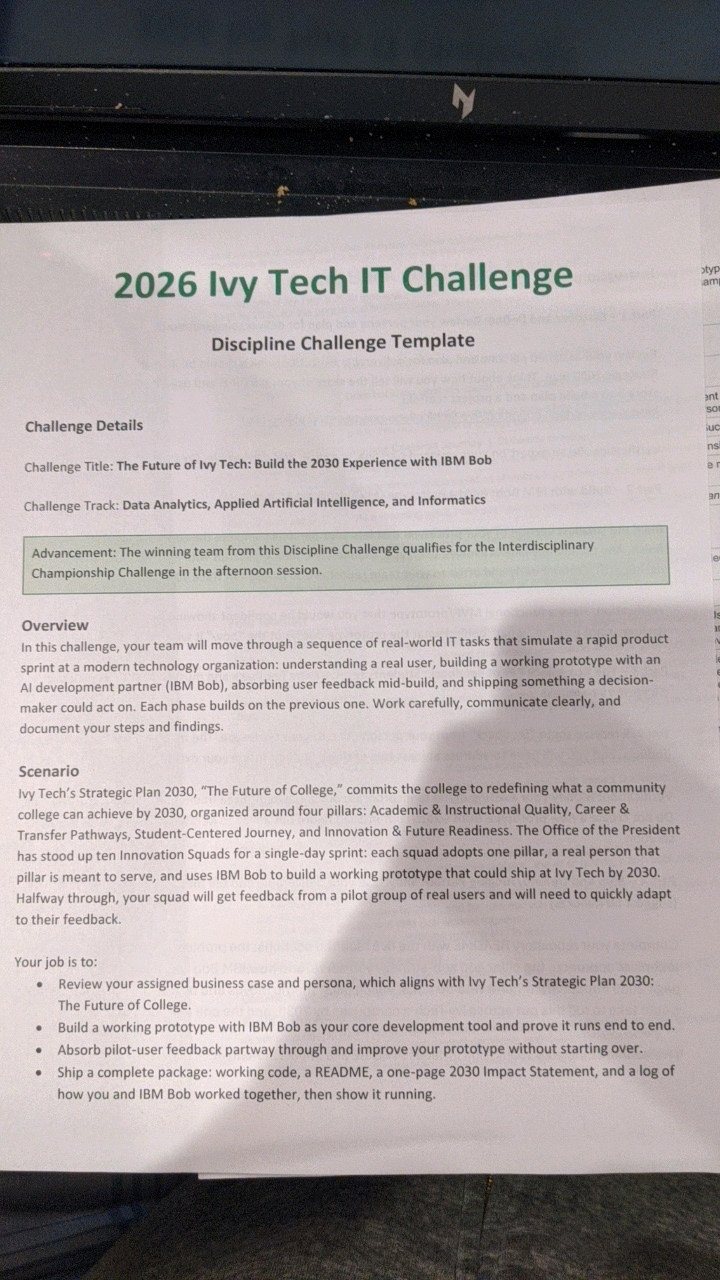 2026 Ivy Tech IT Challenge
Discipline Challenge Template
Challenge Details
Challenge Title: The Future of Ivy Tech: Build the 2030 Experience with IBM Bob
Challenge Track: Data Analytics, Applied Artificial Intelligence, and Informatics
Advancement: The winning team from this Discipline Challenge qualifies for the Interdisciplinary
Championship Challenge in the afternoon session.
Overview
In this challenge, your team will move through a sequence of real-world IT tasks that simulate a rapid product
sprint at a modern technology organization: understanding a real user, building a working prototype with an
AI development partner (IBM Bob), absorbing user feedback mid-build, and shipping something a decision-
maker could act on. Each phase builds on the previous one. Work carefully, communicate clearly, and
document your steps and findings.
Scenario
Ivy Tech's Strategic Plan 2030, “The Future of College,” commits the college to redefining what a community
college can achieve by 2030, organized around four pillars: Academic & Instructional Quality, Career &
Transfer Pathways, Student-Centered Journey, and Innovation & Future Readiness. The Office of the President
has stood up ten Innovation Squads for a single-day sprint: each squad adopts one pillar, a real person that
pillar is meant to serve, and uses IBM Bob to build a working prototype that could ship at Ivy Tech by 2030.
Halfway through, your squad will get feedback from a pilot group of real users and will need to quickly adapt
to their feedback.
Your job is to:
• Review your assigned business case and persona, which aligns with Ivy Tech's Strategic Plan 2030:
The Future of College.
• Build a working prototype with IBM Bob as your core development tool and prove it runs end to end.
• Absorb pilot-user feedback partway through and improve your prototype without starting over.
• Ship a complete package: working code, a README, a one-page 2030 Impact Statement, and a log of
how you and IBM Bob worked together, then show it running.